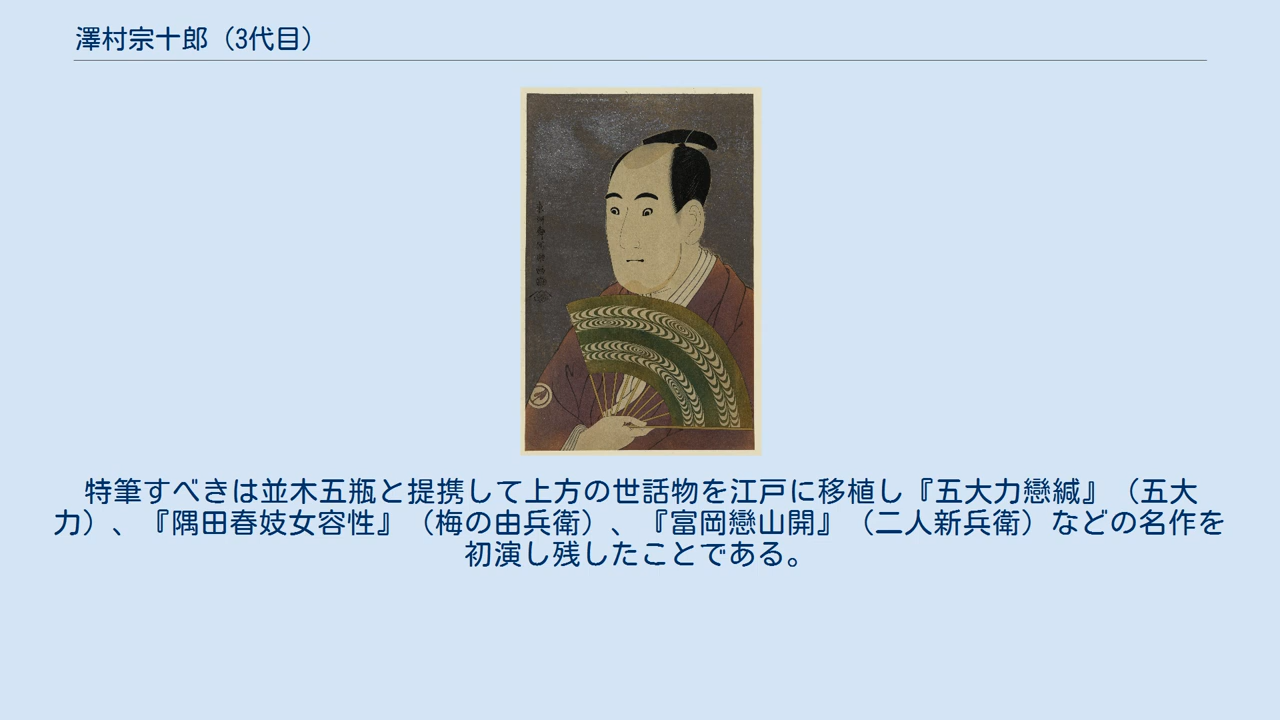 澤村宗十郎（3代目）
特筆すべきは並木五瓶と提携して上方の世話物を江戸に移植し『五大力戀緘』（五大
力）、『隅田春妓女容性』（梅の由兵衛）、『富岡戀山開』（二人新兵衛）などの名作を
初演し残したことである。